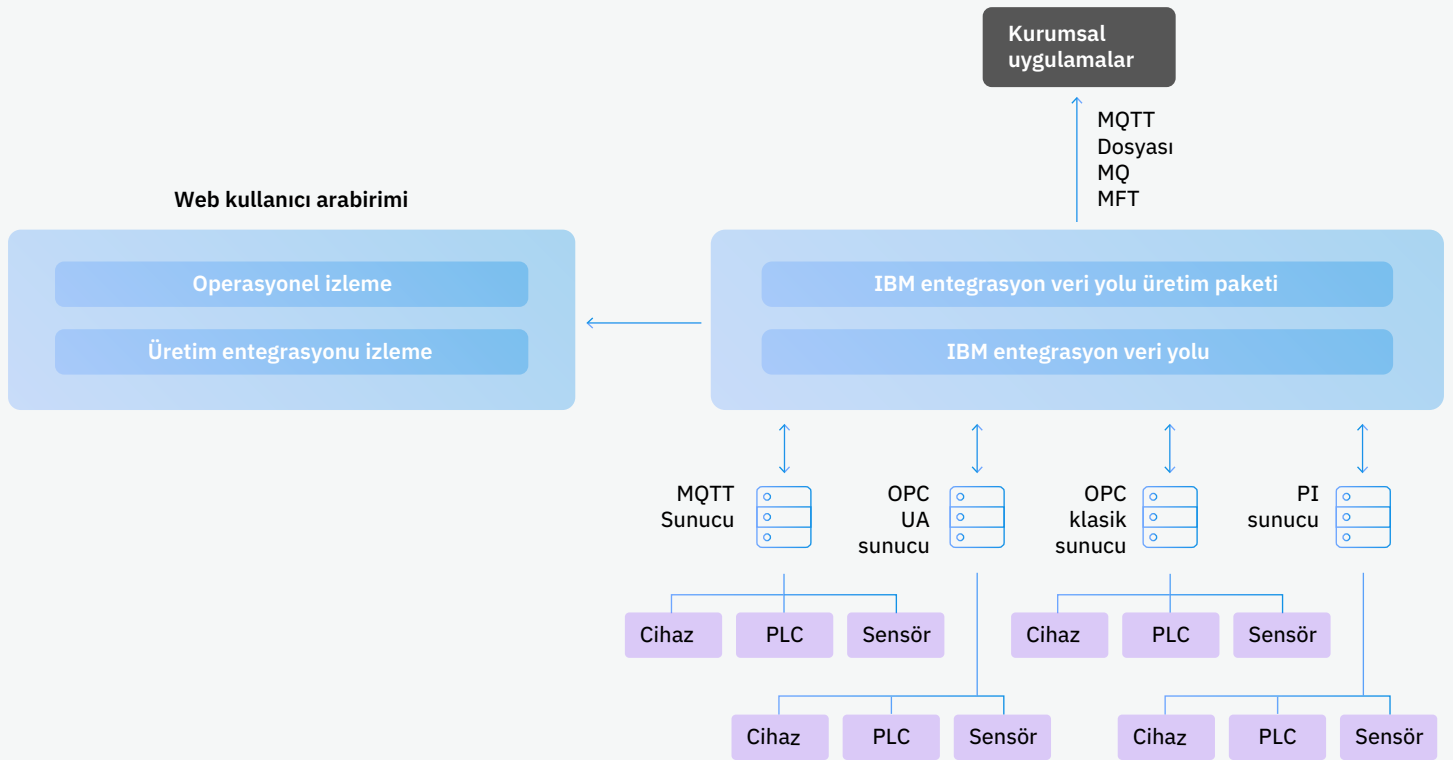 Kurumsal
uygulamalar
MQTT
Dosyası
MQ
MFT
Web kullanıcı arabirimi
Operasyonel izleme
Üretim entegrasyonu izleme
IBM entegrasyon veri yolu üretim paketi
IBM entegrasyon veri yolu
MQTT
Sunucu
OPC
UA
sunucu
OPC
klasik
sunucu
PI
sunucu
Cihaz
PLC
Sensör
Cihaz
PLC
Sensör
Cihaz
PLC
Sensör
Cihaz
PLC
Sensör